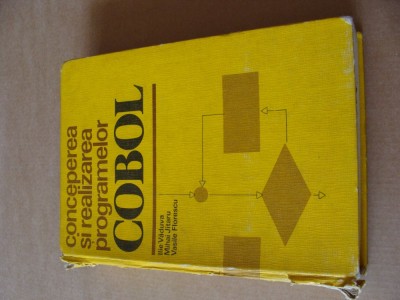 conceperea
și realizarea
programelor
COBOL
Ilie Văduva
Mihai Jitaru
Vasile Florescu